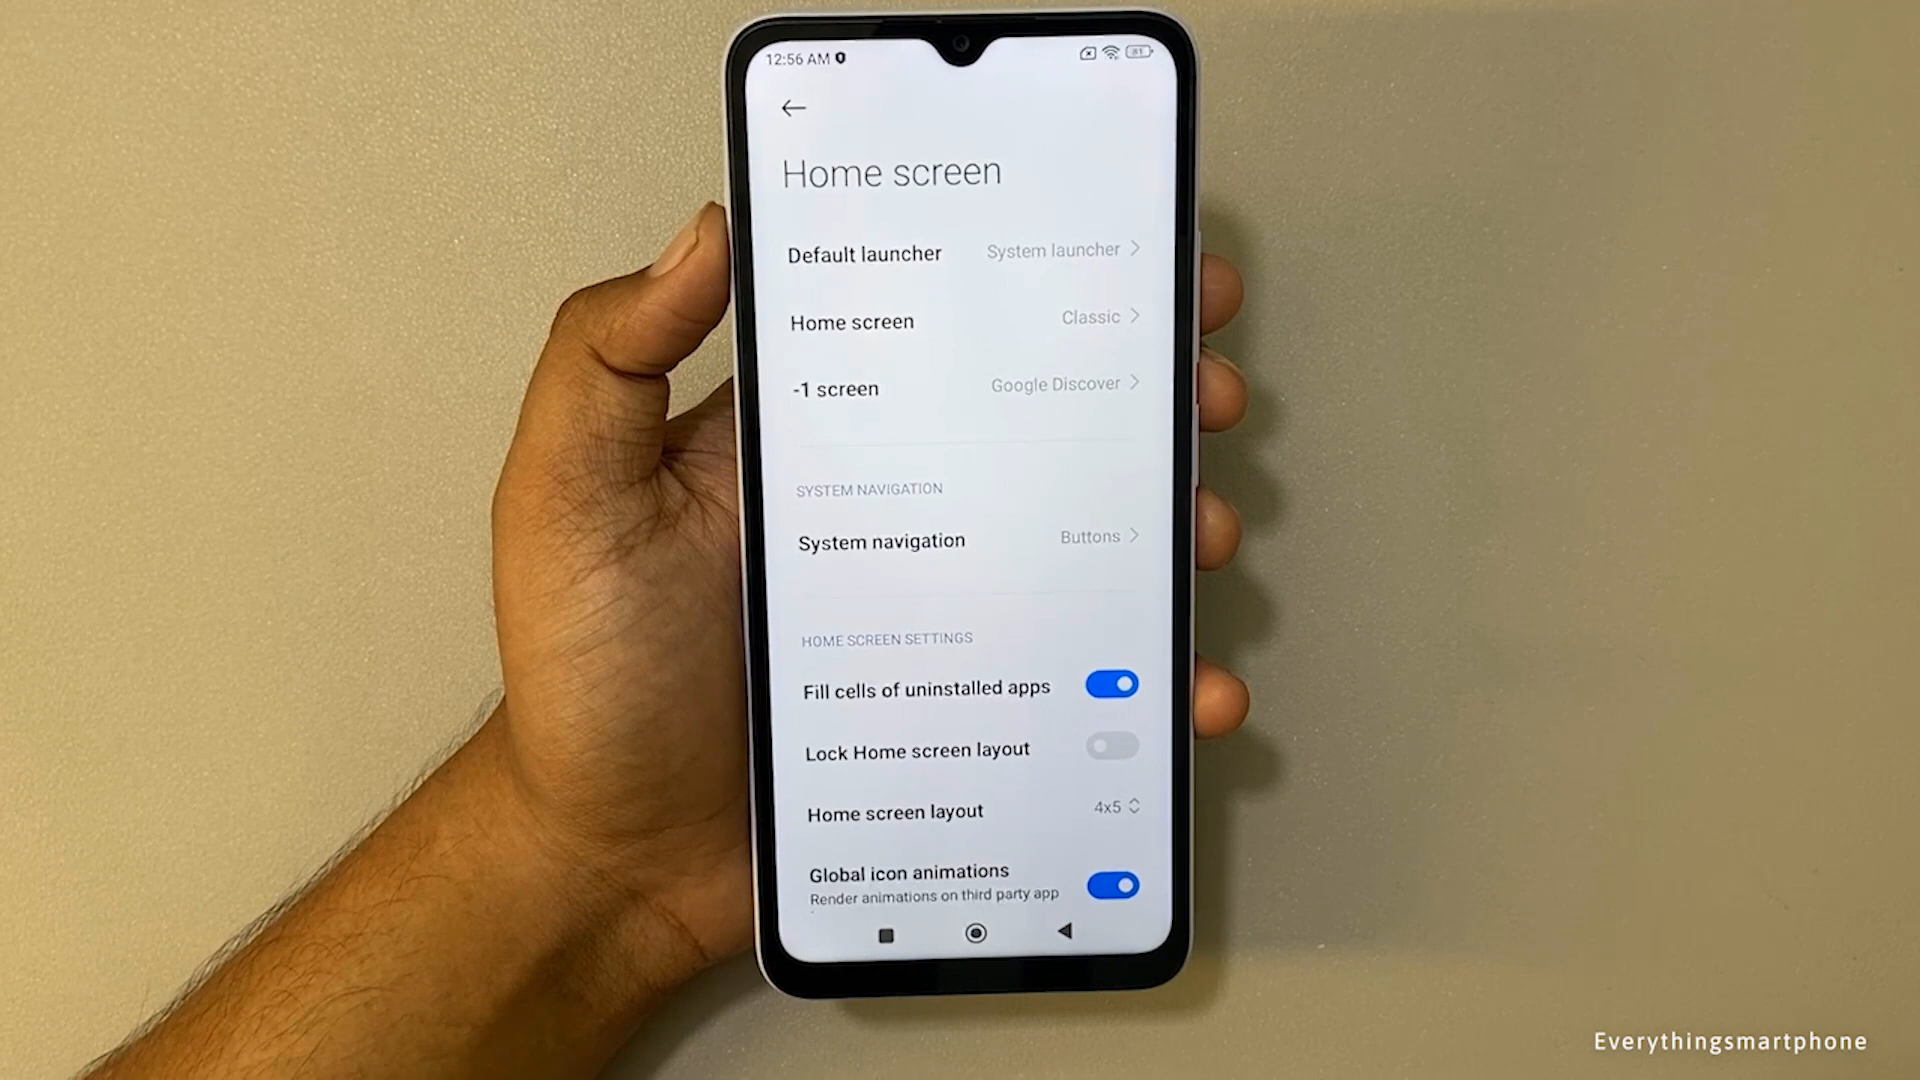 12:56 AM
81
Home screen
Default launcher System launcher
Home screen Classic
-1 screen Google Discover
SYSTEM NAVIGATION
System navigation Buttons
HOME SCREEN SETTINGS
Fill cells of uninstalled apps
Lock Home screen layout
Home screen layout 4x5
Global icon animations
Render animations on third party app
Everythingsmartphone